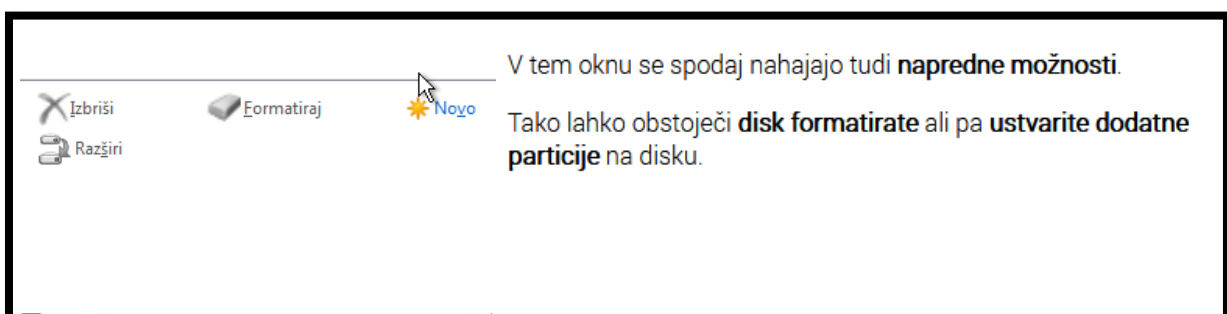 V tem oknu se spodaj nahajajo tudi napredne možnosti.
Izbriši Formatiraj Novo
Tako lahko obstoječi disk formatirate ali pa ustvarite dodatne
particije na disku.
Razširi